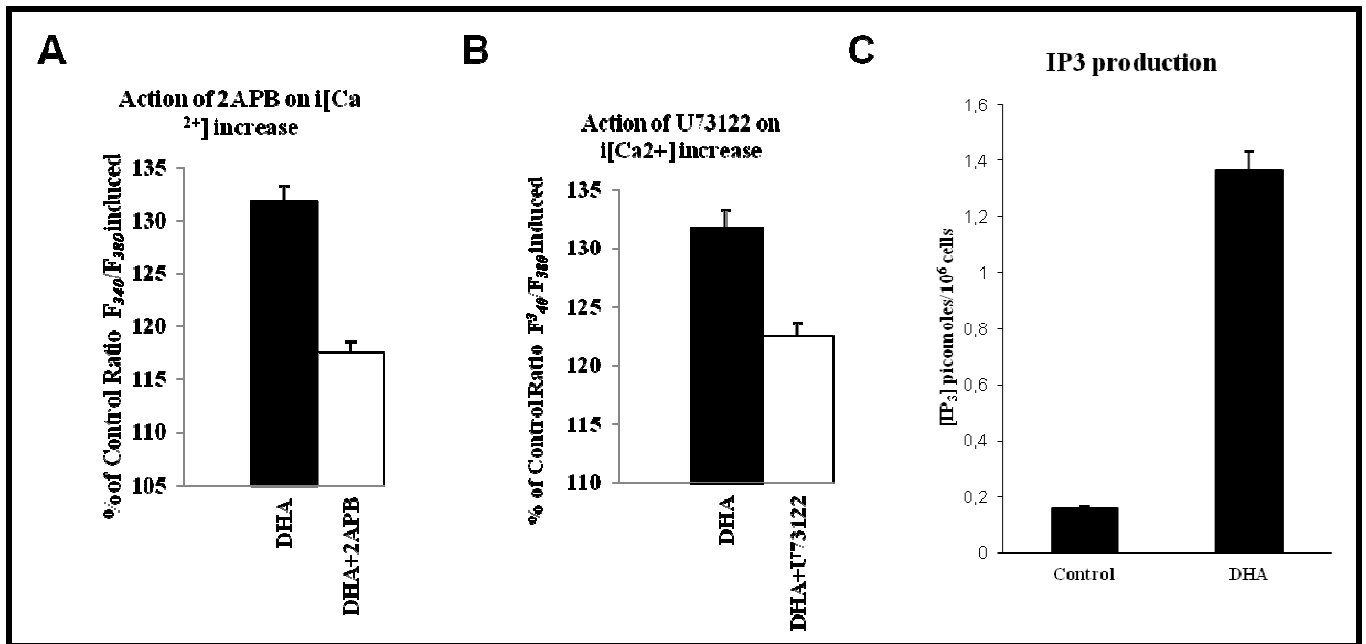 A
Action of 2APB on i[Ca
2+] increase
% of Control Ratio F340/F380 induced
135
130
125
120
115
110
105
DHA
DHA+2APB
B
Action of U73122 on
i[Ca2+] increase
% of Control Ratio F340/F380 induced
135
130
125
120
115
110
DHA
DHA+U73122
C
IP3 production
[IP3] picomoles/106 cells
1,6
1,4
1,2
1
0,8
0,6
0,4
0,2
0
Control
DHA